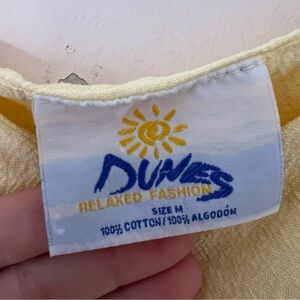 DUNES
RELAXED FASHION
SIZE M
100% COTTON/100% ALGODÓN